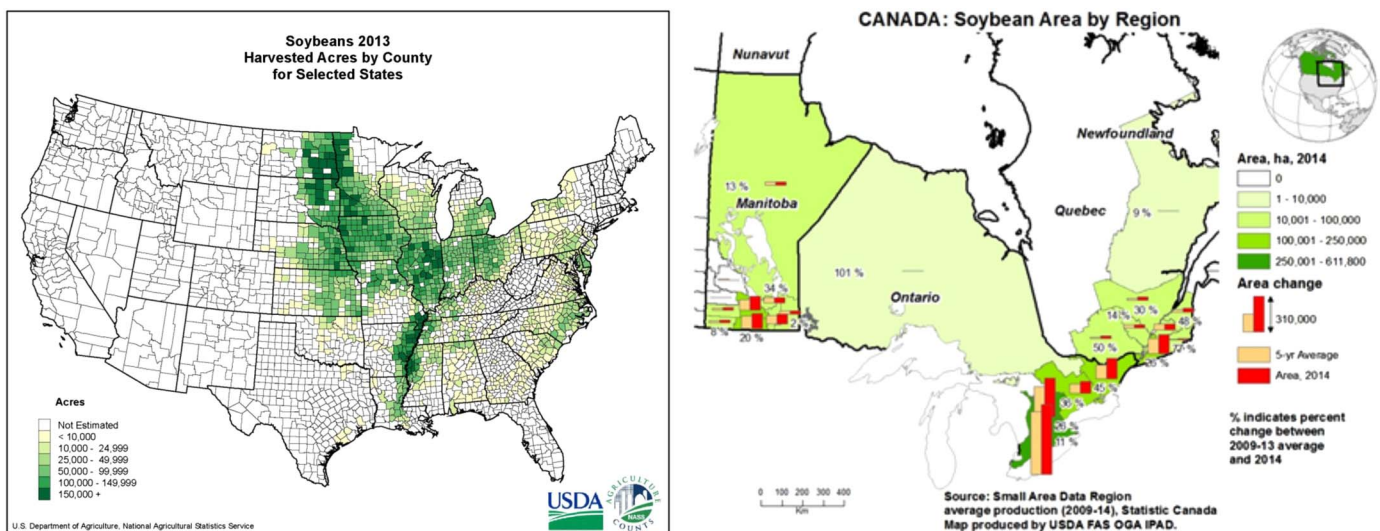 Soybeans 2013
Harvested Acres by County
for Selected States
Acres
Not Estimated
< 10,000
10,000 - 24,999
25,000 - 49,999
50,000 - 99,999
100,000 - 149,999
150,000 +
USDA
AGRICULTURE
NASS
COUNTS
U.S. Department of Agriculture, National Agricultural Statistics Service
CANADA: Soybean Area by Region
Nunavut
Newfoundland
13 %
Manitoba
Quebec
9 %
101 %
Ontario
34 %
8 %
20 %
14%
30 %
48 %
50 %
45 %
36 %
26 %
11 %
0 100 200 300 400
Km
Area, ha, 2014
0
1 - 10,000
10,001 - 100,000
100,001 - 250,000
250,001 - 611,800
Area change
310,000
5-yr Average
Area, 2014
% indicates percent
change between
2009-13 average
and 2014
Source: Small Area Data Region
average production (2009-14), Statistic Canada
Map produced by USDA FAS OGA IPAD.